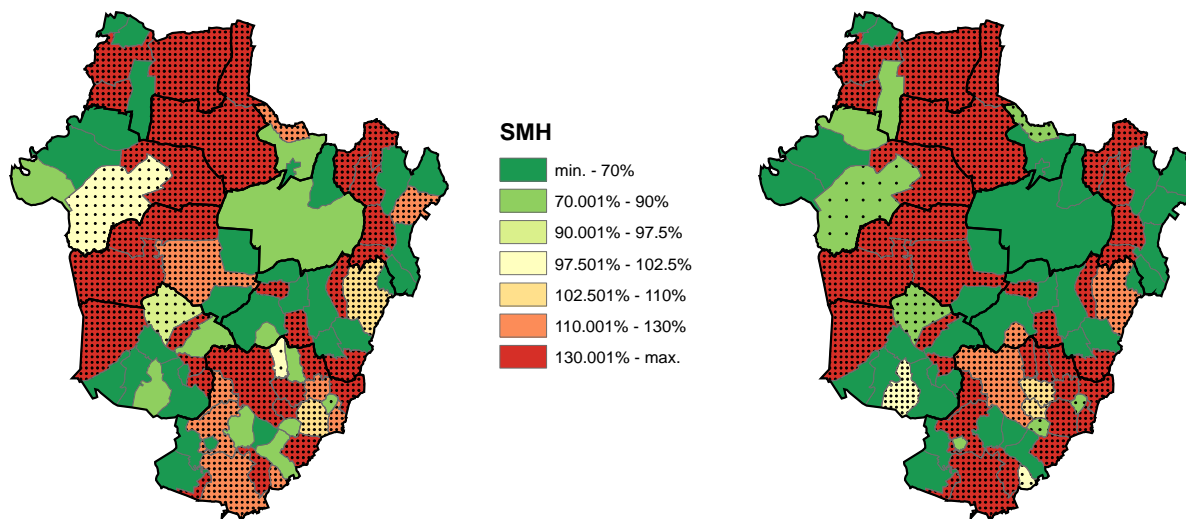 SMH
min. - 70%
70.001% - 90%
90.001% - 97.5%
97.501% - 102.5%
102.501% - 110%
110.001% - 130%
130.001% - max.